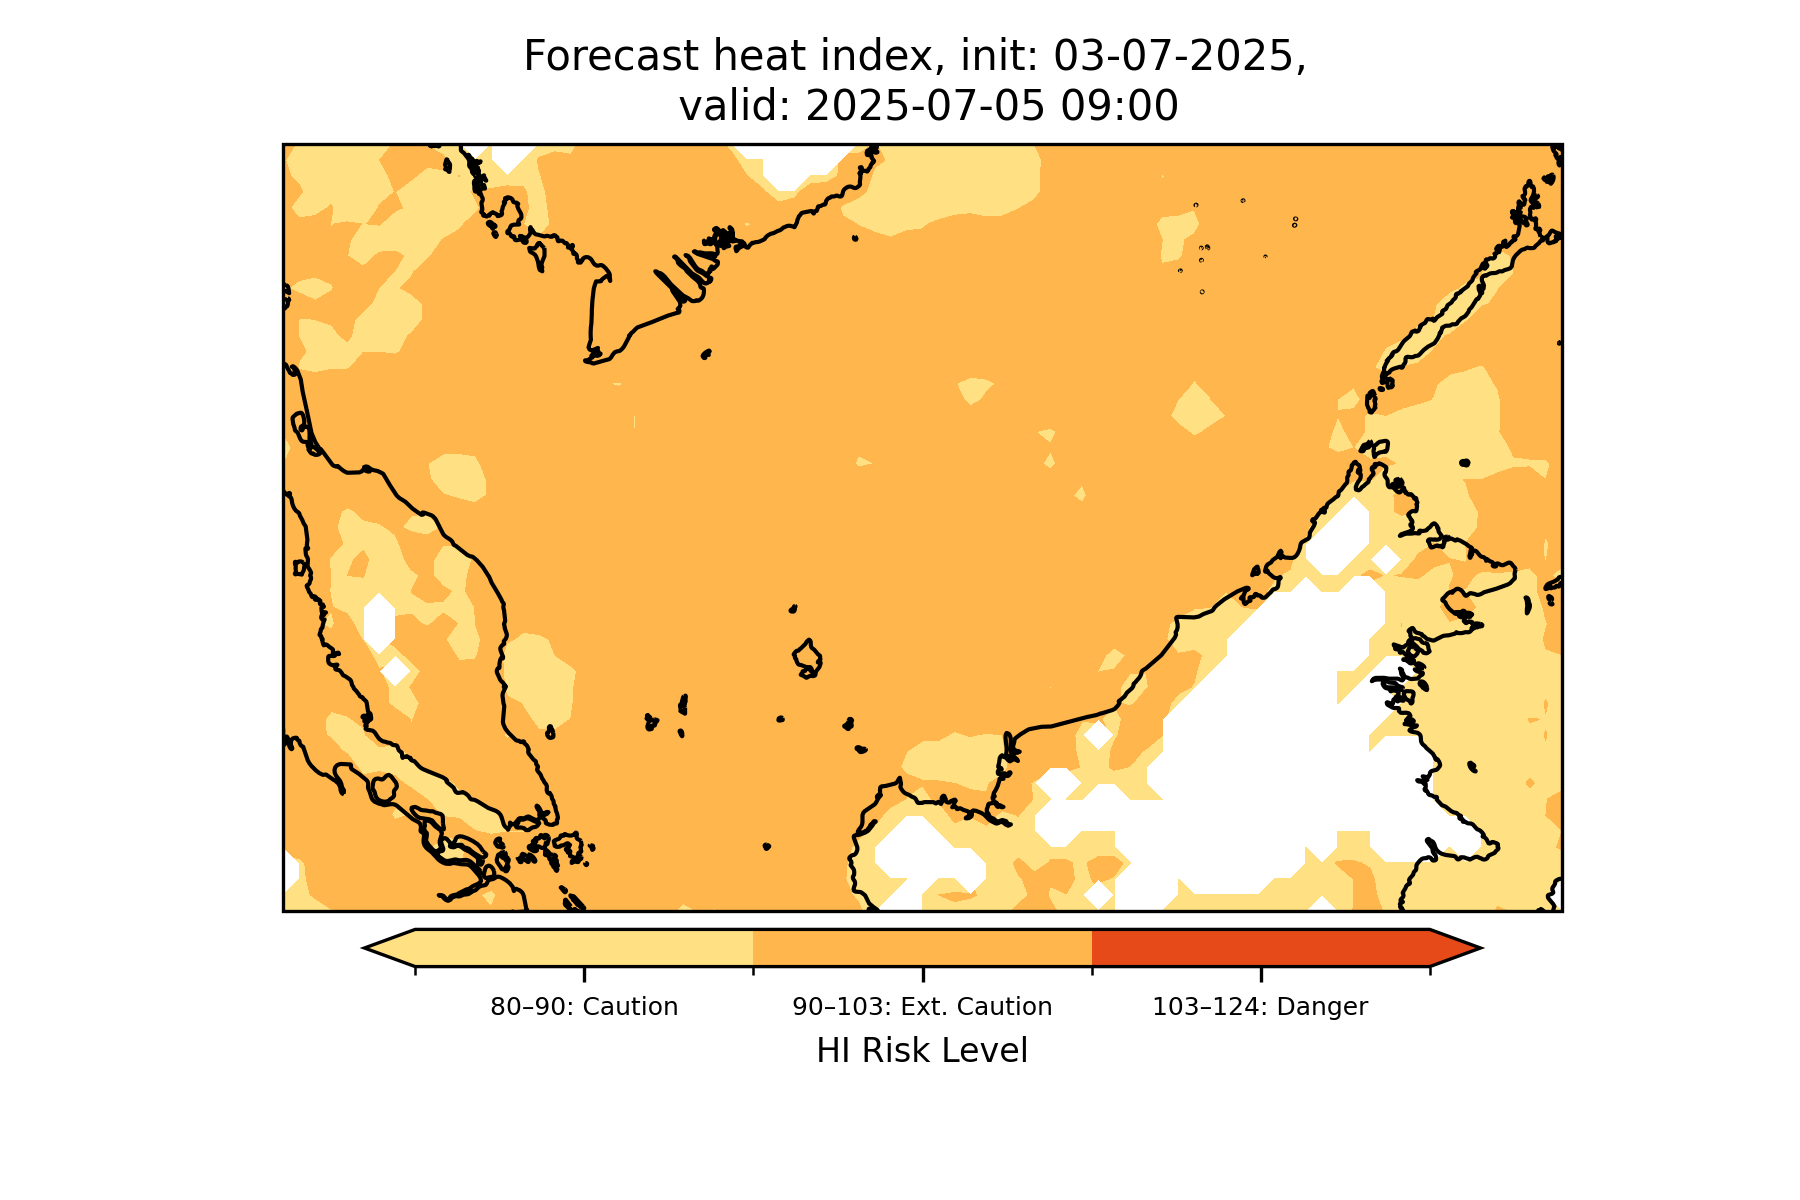 Forecast heat index, init: 03-07-2025,
valid: 2025-07-05 09:00
80–90: Caution
90–103: Ext. Caution
103–124: Danger
HI Risk Level